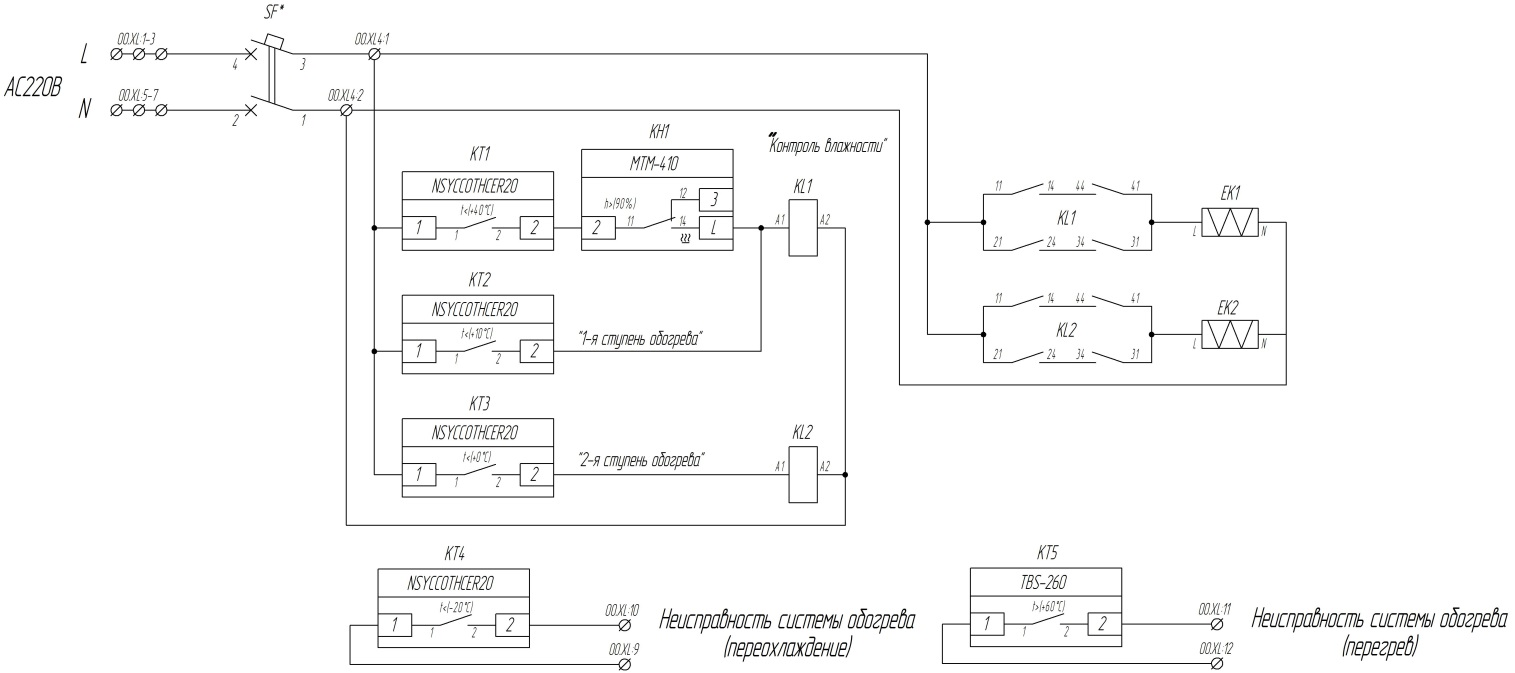 SF*
L
00.XL:1-3
4
3
00.XL4:1
AC220В
N
00.XL:5-7
2
1
00.XL4:2
KT1
NSYCCOTHCER20
t<(+40°C)
1
1
2
2
KH1
МТМ-410
h>(90%)
2
11
12
3
14
L
"Контроль влажности"
KL1
A1
A2
KT2
NSYCCOTHCER20
t<(+10°C)
1
1
2
2
"1-я ступень обогрева"
KT3
NSYCCOTHCER20
t<(+0°C)
1
1
2
2
"2-я ступень обогрева"
KL2
A1
A2
11
14
44
41
KL1
21
24
34
31
EK1
L
N
11
14
44
41
KL2
21
24
34
31
EK2
L
N
KT4
NSYCCOTHCER20
t<(-20°C)
1
1
2
2
00.XL:10
00.XL:9
Неисправность системы обогрева
(переохлаждение)
KT5
TBS-260
t>(+60°C)
1
1
2
2
00.XL:11
00.XL:12
Неисправность системы обогрева
(перегрев)